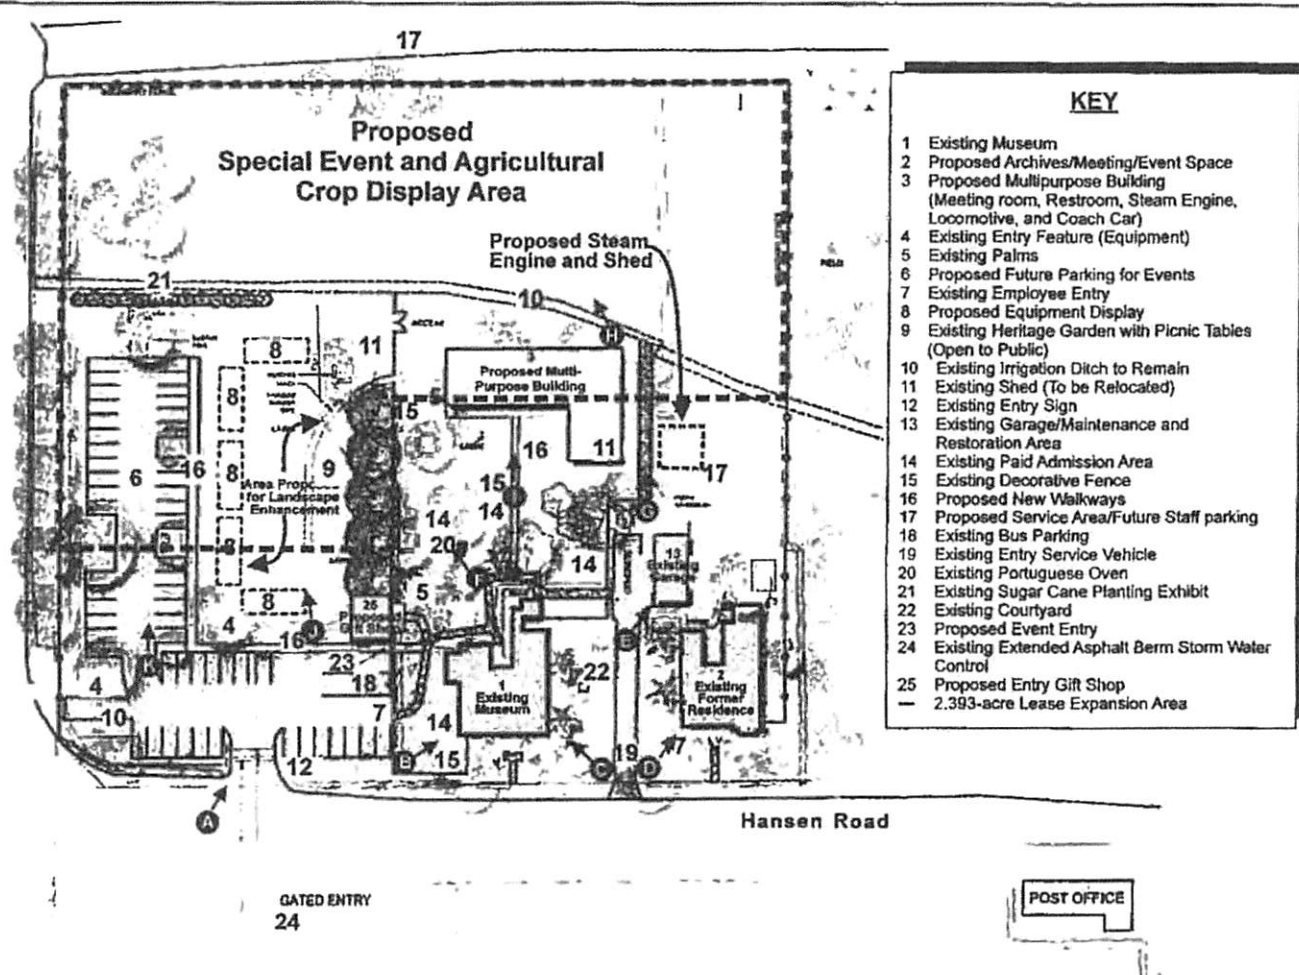 17
Proposed
Special Event and Agricultural
Crop Display Area
Proposed Steam
Engine and Shed
21
10
FIELD
8
11
3
Proposed Multi-
Purpose Building
8
5
15
LAWN
16
11
6
16
8
9
15
17
Area Propo
for Landscape
Enhancement
14
14
20
8
14
13
Existing
Garage
5
8
4
25
Proposed
Gift Shop
16
23
18
22
1
Existing
Museum
2
Existing
Former
Residence
4
10
7
14
15
12
19
7
A
B
C
D
G
H
K
Hansen Road
GATED ENTRY
24
POST OFFICE
KEY
1 Existing Museum
2 Proposed Archives/Meeting/Event Space
3 Proposed Multipurpose Building
(Meeting room, Restroom, Steam Engine,
Locomotive, and Coach Car)
4 Existing Entry Feature (Equipment)
5 Existing Palms
6 Proposed Future Parking for Events
7 Existing Employee Entry
8 Proposed Equipment Display
9 Existing Heritage Garden with Picnic Tables
(Open to Public)
10 Existing Irrigation Ditch to Remain
11 Existing Shed (To be Relocated)
12 Existing Entry Sign
13 Existing Garage/Maintenance and
Restoration Area
14 Existing Paid Admission Area
15 Existing Decorative Fence
16 Proposed New Walkways
17 Proposed Service Area/Future Staff parking
18 Existing Bus Parking
19 Existing Entry Service Vehicle
20 Existing Portuguese Oven
21 Existing Sugar Cane Planting Exhibit
22 Existing Courtyard
23 Proposed Event Entry
24 Existing Extended Asphalt Berm Storm Water
Control
25 Proposed Entry Gift Shop
— 2.393-acre Lease Expansion Area